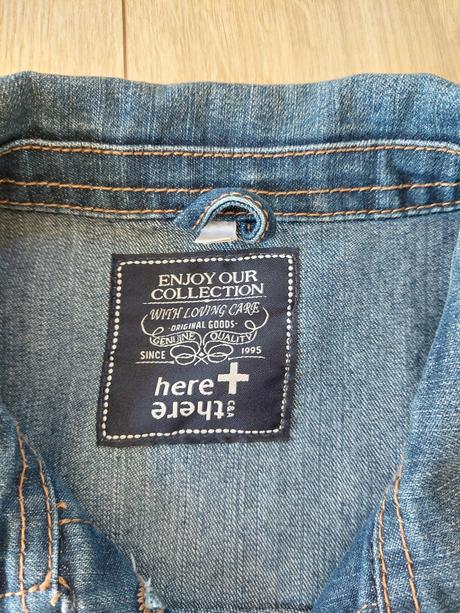 ENJOY OUR
COLLECTION
WITH LOVING CARE
·ORIGINAL GOODS·
GENUINE QUALITY
SINCE 1995
here+
there
C&A